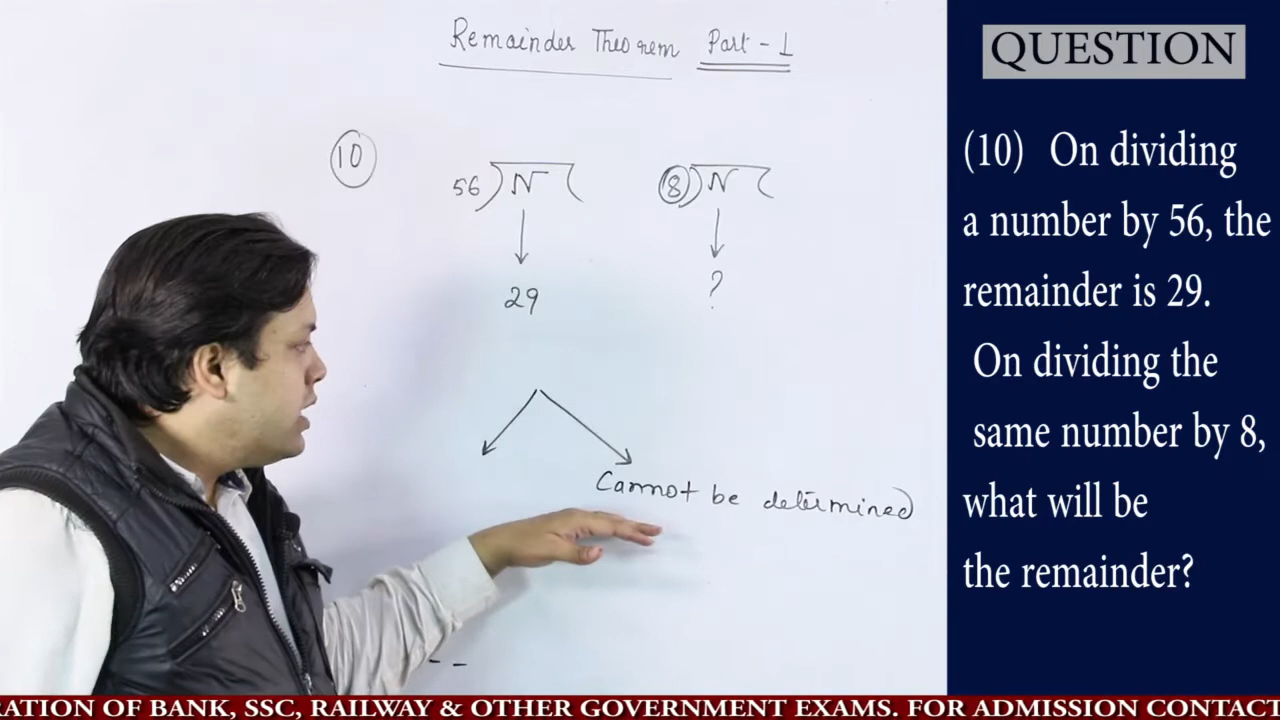 Remainder Theorem Part - 1
10
56 N
8 N
29
?
Cannot be determined
QUESTION
(10) On dividing
a number by 56, the
remainder is 29.
On dividing the
same number by 8,
what will be
the remainder?
RATION OF BANK, SSC, RAILWAY & OTHER GOVERNMENT EXAMS. FOR ADMISSION CONTACT